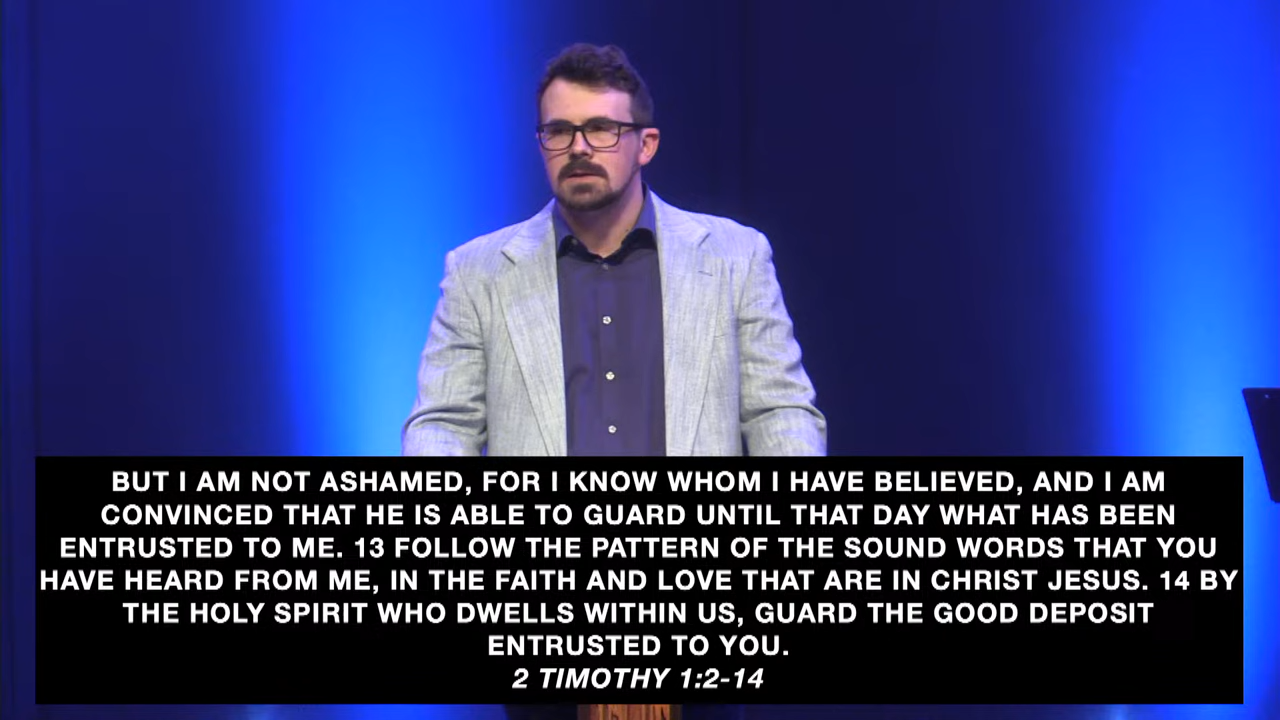 BUT I AM NOT ASHAMED, FOR I KNOW WHOM I HAVE BELIEVED, AND I AM
CONVINCED THAT HE IS ABLE TO GUARD UNTIL THAT DAY WHAT HAS BEEN
ENTRUSTED TO ME. 13 FOLLOW THE PATTERN OF THE SOUND WORDS THAT YOU
HAVE HEARD FROM ME, IN THE FAITH AND LOVE THAT ARE IN CHRIST JESUS. 14 BY
THE HOLY SPIRIT WHO DWELLS WITHIN US, GUARD THE GOOD DEPOSIT
ENTRUSTED TO YOU.
2 TIMOTHY 1:2-14